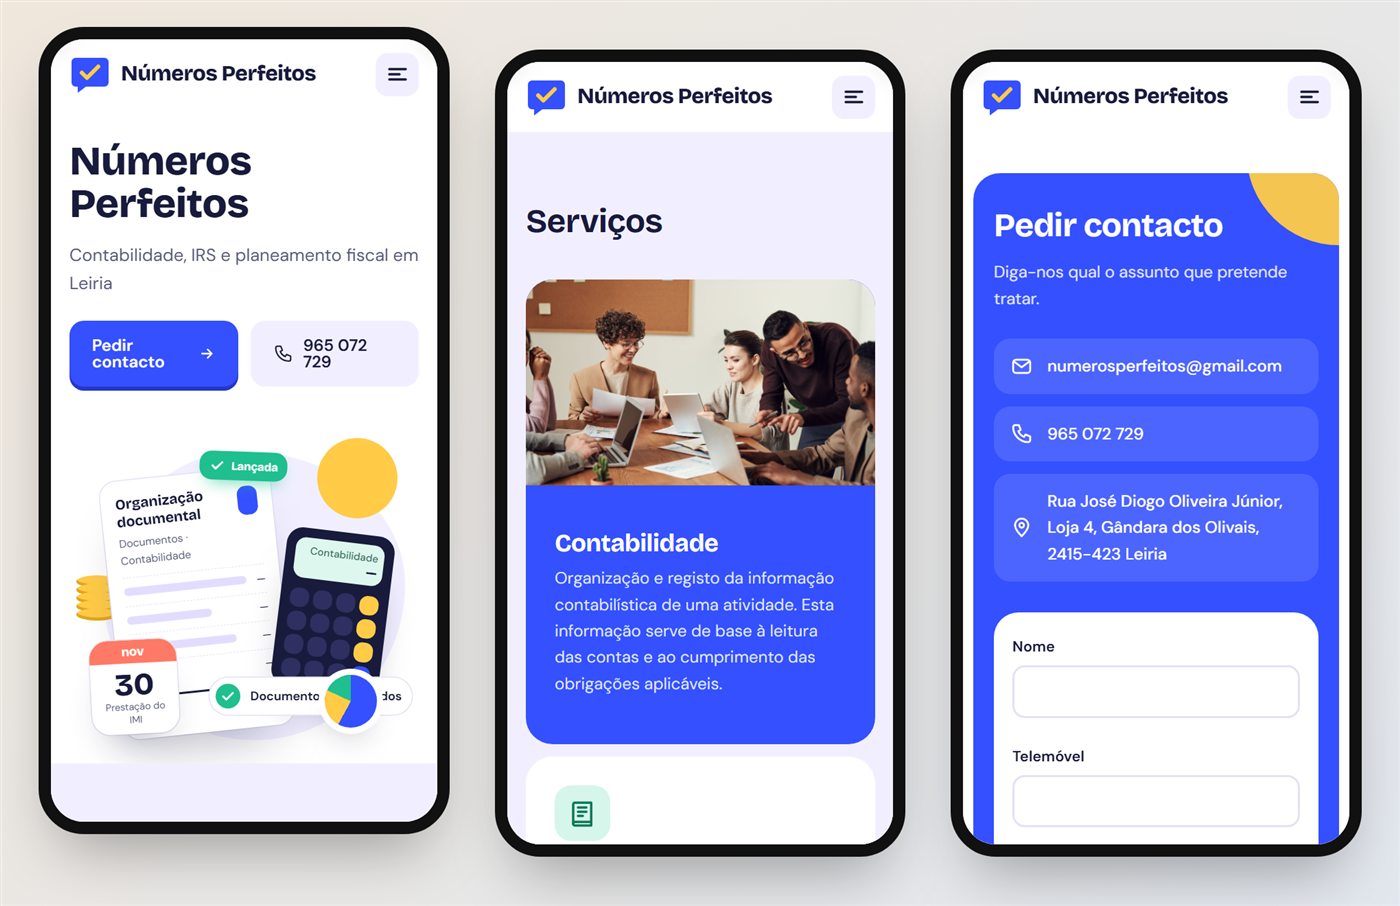 Números Perfeitos
Números
Perfeitos
Contabilidade, IRS e planeamento fiscal em
Leiria
Pedir
contacto
965 072
729
Lançada
Organização
documental
Documentos ·
Contabilidade
Contabilidade
nov
30
Prestação do
IMI
Números Perfeitos
Serviços
Contabilidade
Organização e registo da informação
contabilística de uma atividade. Esta
informação serve de base à leitura
das contas e ao cumprimento das
obrigações aplicáveis.
Números Perfeitos
Pedir contacto
Diga-nos qual o assunto que pretende
tratar.
numerosperfeitos@gmail.com
965 072 729
Rua José Diogo Oliveira Júnior,
Loja 4, Gândara dos Olivais,
2415-423 Leiria
Nome
Telemóvel